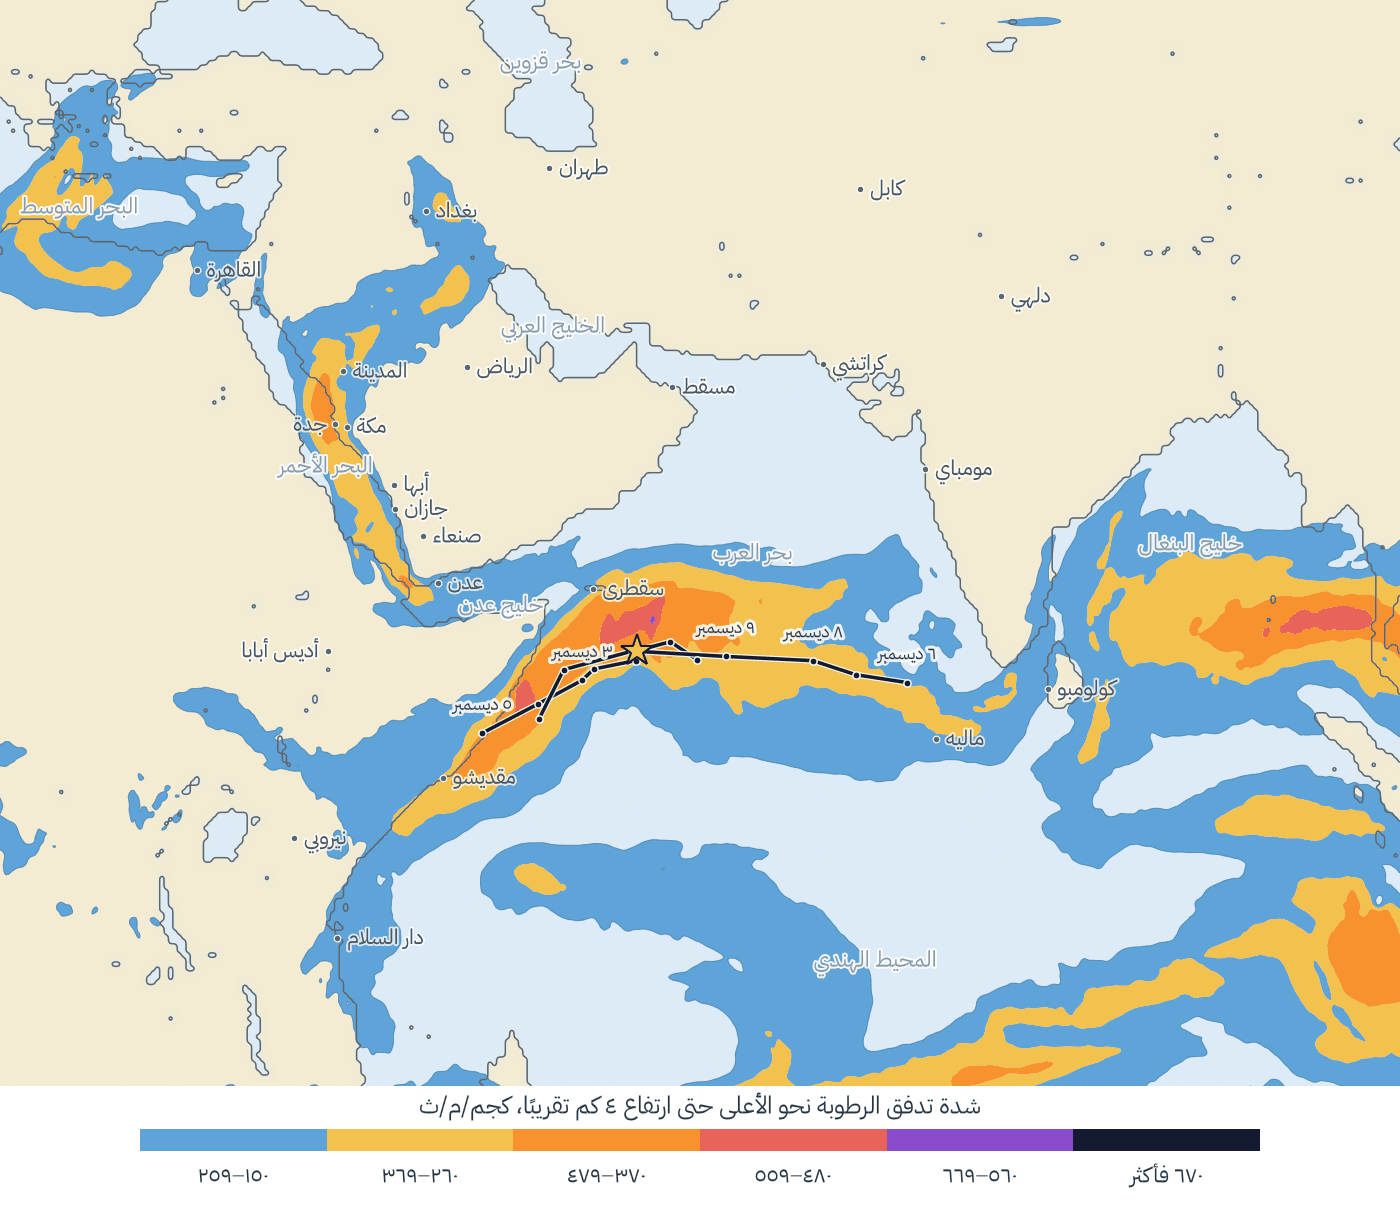 بحر قزوين
طهران
كابل
البحر المتوسط
بغداد
القاهرة
دلهي
الخليج العربي
الرياض
المدينة
كراتشي
مسقط
جدة
مكة
البحر الأحمر
مومباي
أبها
جازان
صنعاء
خليج البنغال
بحر العرب
عدن
سقطرى
خليج عدن
٩ ديسمبر
٨ ديسمبر
أديس أبابا
٣ ديسمبر
٦ ديسمبر
كولومبو
٥ ديسمبر
ماليه
مقديشو
نيروبي
دار السلام
المحيط الهندي
شدة تدفق الرطوبة نحو الأعلى حتى ارتفاع ٤ كم تقريبًا، كجم/م/ث
١٥٠–٢٥٩
٢٦٠–٣٦٩
٣٧٠–٤٧٩
٤٨٠–٥٥٩
٥٦٠–٦٦٩
٦٧٠ فأكثر